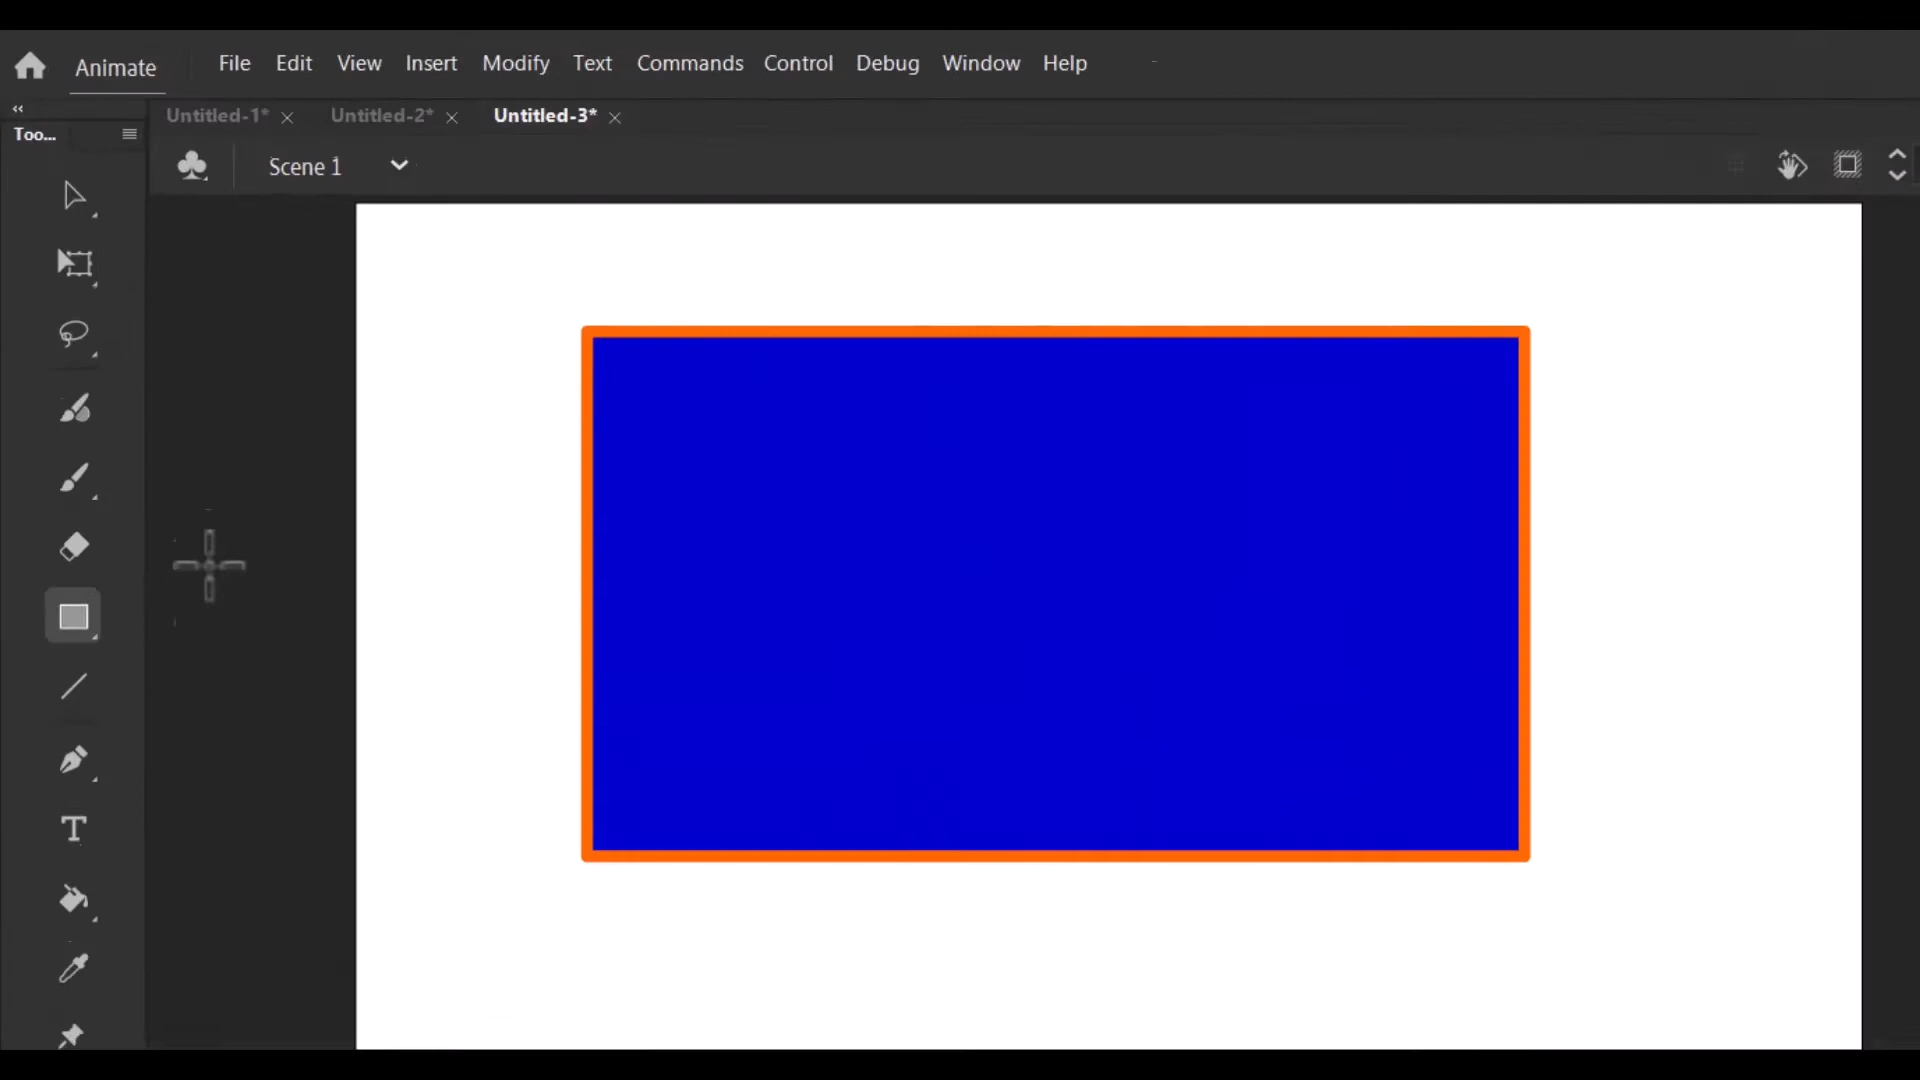 Animate File Edit View Insert Modify Text Commands Control Debug Window Help
Untitled-1* Untitled-2* Untitled-3*
Too...
Scene 1